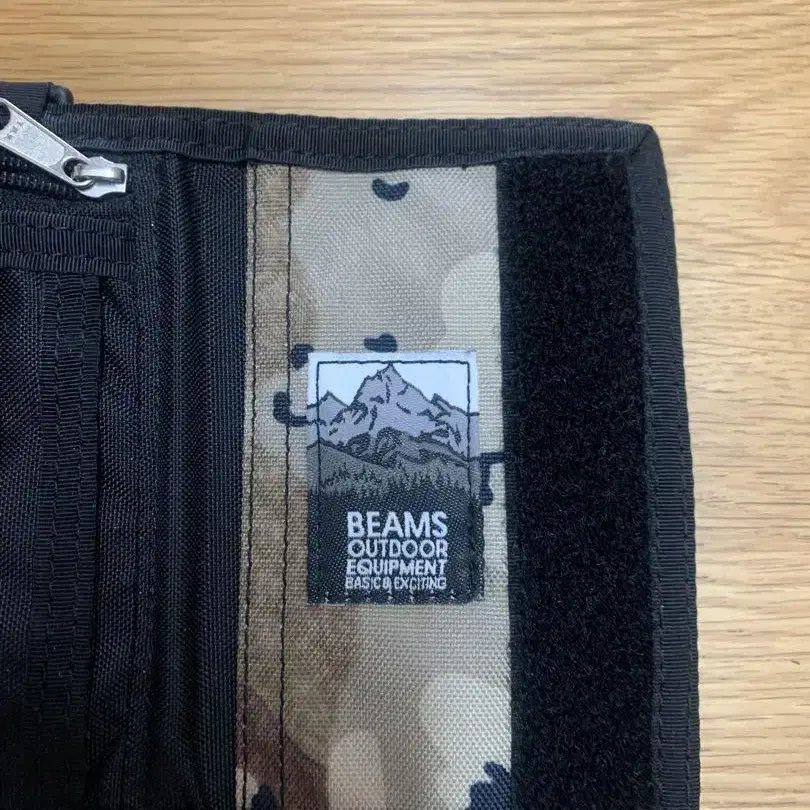 BEAMS
OUTDOOR
EQUIPMENT
BASIC & EXCITING